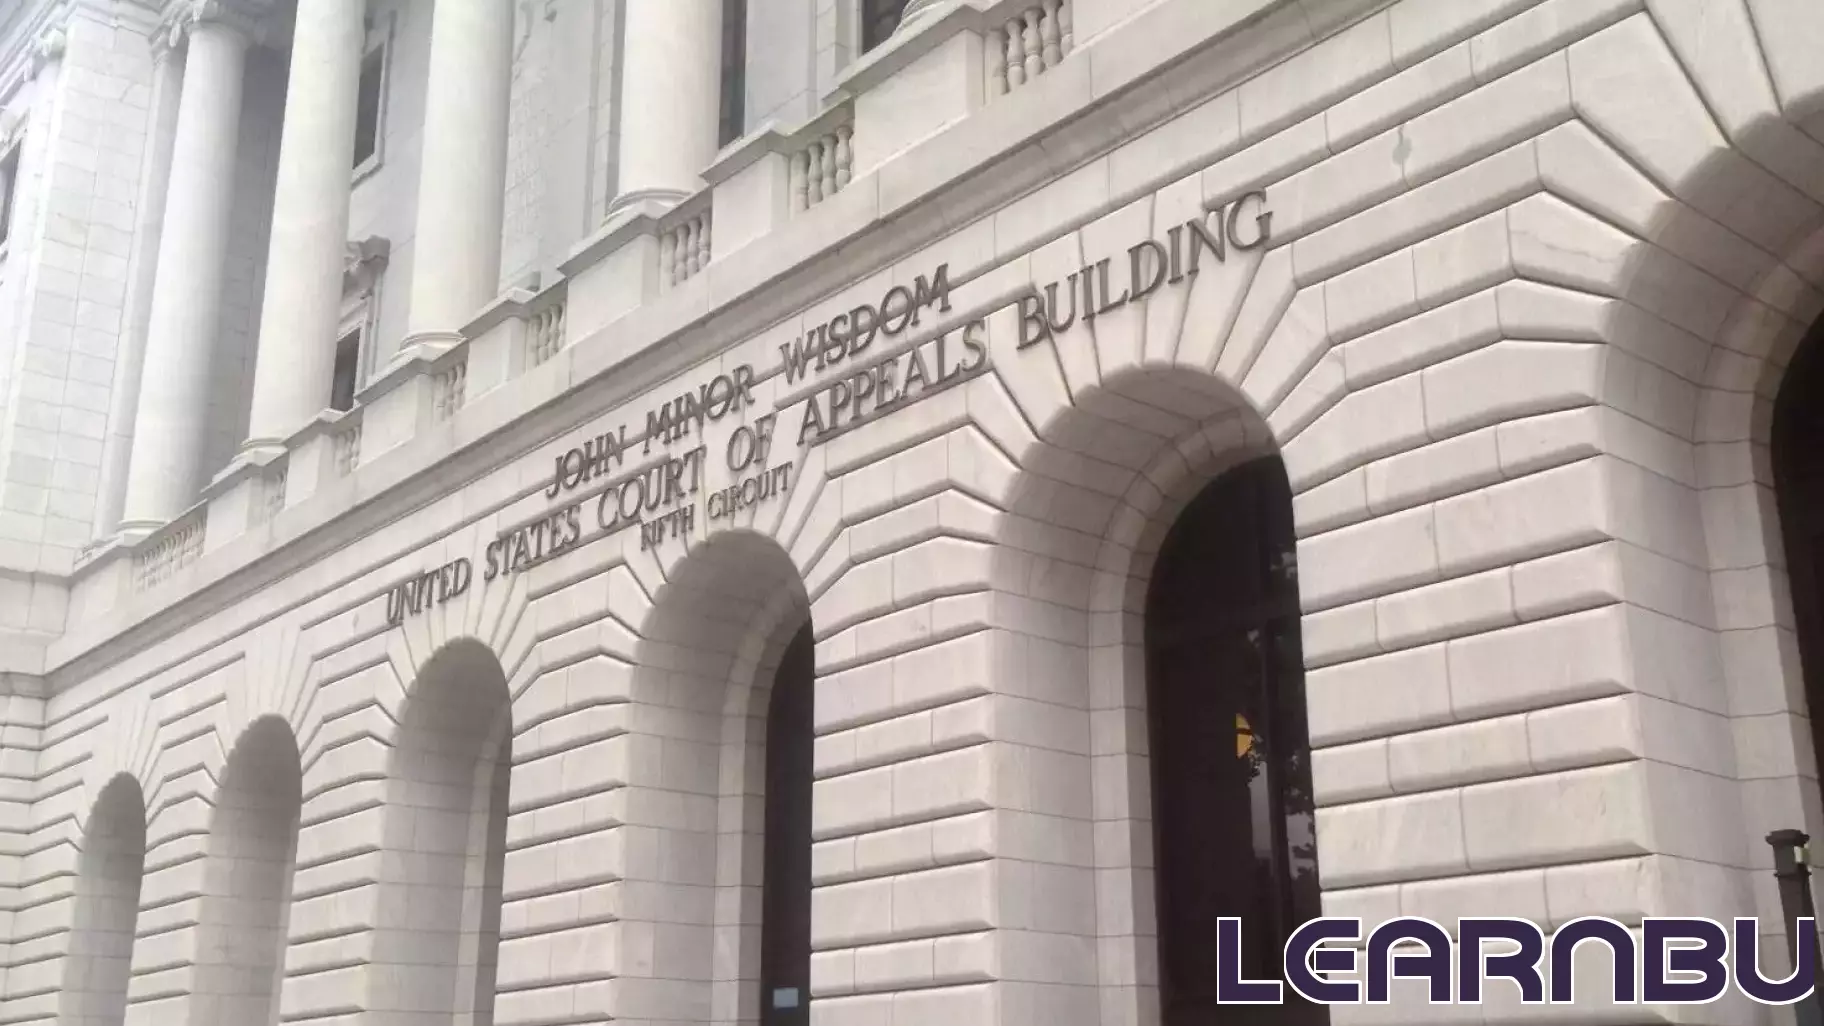 JOHN MINOR WISDOM
UNITED STATES COURT OF APPEALS BUILDING
FIFTH CIRCUIT
LEARNBU